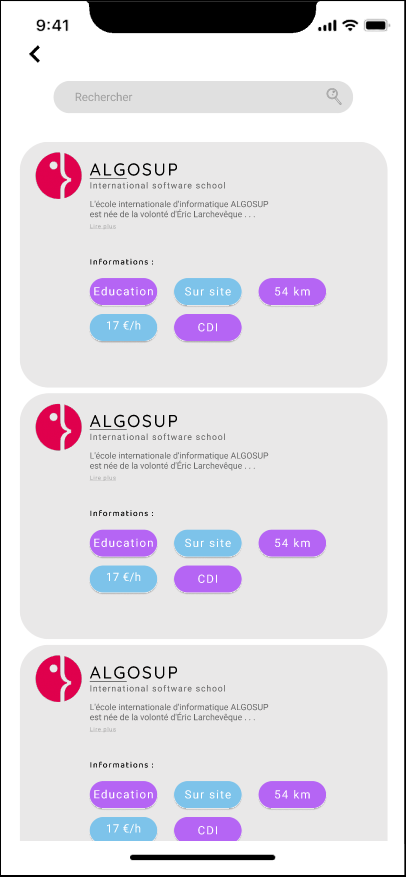 9:41
Rechercher
ALGOSUP
International software school
L'école internationale d'informatique ALGOSUP
est née de la volonté d'Éric Larchevêque . . .
Lire plus
Informations :
Education Sur site 54 km
17 €/h CDI
ALGOSUP
International software school
L'école internationale d'informatique ALGOSUP
est née de la volonté d'Éric Larchevêque . . .
Lire plus
Informations :
Education Sur site 54 km
17 €/h CDI
ALGOSUP
International software school
L'école internationale d'informatique ALGOSUP
est née de la volonté d'Éric Larchevêque . . .
Lire plus
Informations :
Education Sur site 54 km
17 €/h CDI